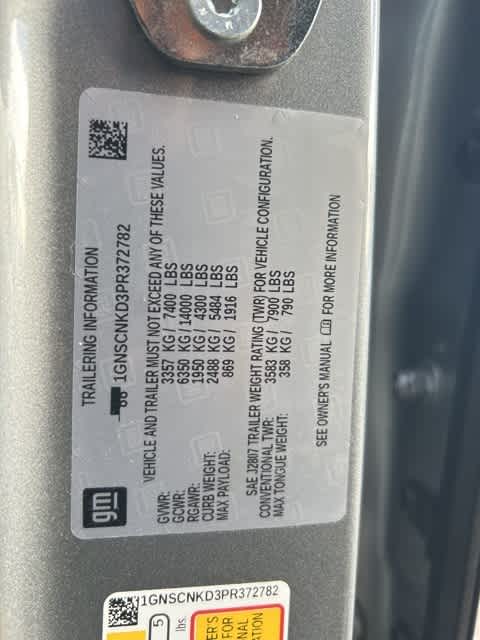 gm
TRAILERING INFORMATION
1GNSCNKD3PR372782
VEHICLE AND TRAILER MUST NOT EXCEED ANY OF THESE VALUES.
GVWR: 3357 KG / 7400 LBS
GCWR: 6350 KG / 14000 LBS
RGAWR: 1950 KG / 4300 LBS
CURB WEIGHT: 2488 KG / 5484 LBS
MAX PAYLOAD: 869 KG / 1916 LBS
SAE J2807 TRAILER WEIGHT RATING (TWR) FOR VEHICLE CONFIGURATION.
CONVENTIONAL TWR: 3583 KG / 7900 LBS
MAX TONGUE WEIGHT: 358 KG / 790 LBS
SEE OWNER'S MANUAL FOR MORE INFORMATION
1GNSCNKD3PR372782
5
lbs.
FOR